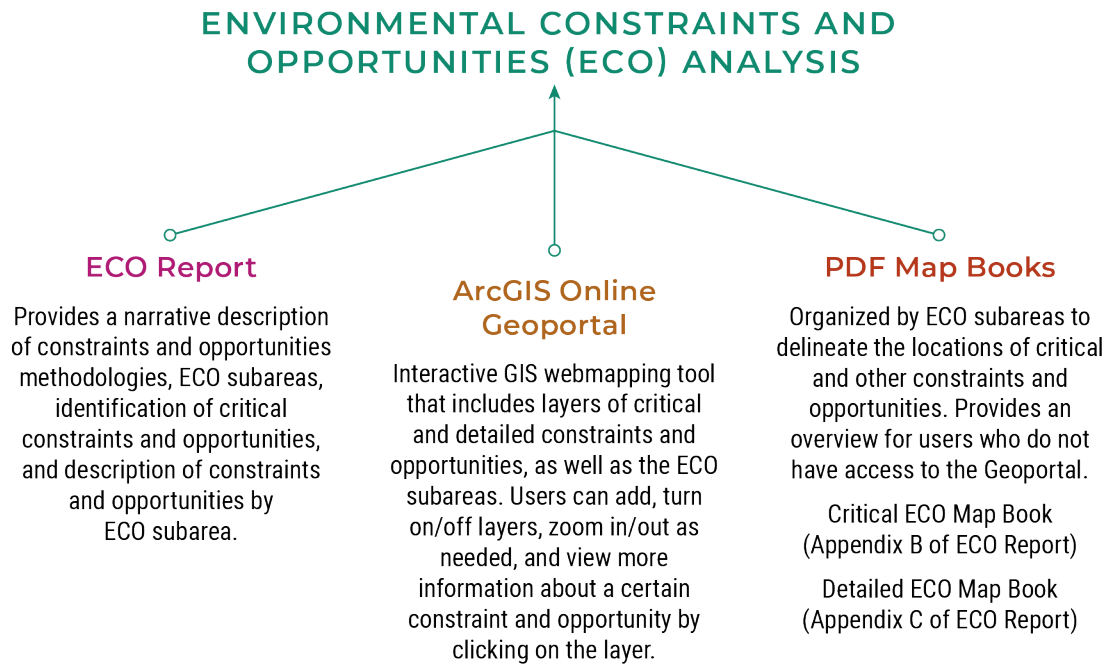 ENVIRONMENTAL CONSTRAINTS AND
OPPORTUNITIES (ECO) ANALYSIS
ECO Report
Provides a narrative description
of constraints and opportunities
methodologies, ECO subareas,
identification of critical
constraints and opportunities,
and description of constraints
and opportunities by
ECO subarea.
ArcGIS Online
Geoportal
Interactive GIS webmapping tool
that includes layers of critical
and detailed constraints and
opportunities, as well as the ECO
subareas. Users can add, turn
on/off layers, zoom in/out as
needed, and view more
information about a certain
constraint and opportunity by
clicking on the layer.
PDF Map Books
Organized by ECO subareas to
delineate the locations of critical
and other constraints and
opportunities. Provides an
overview for users who do not
have access to the Geoportal.
Critical ECO Map Book
(Appendix B of ECO Report)
Detailed ECO Map Book
(Appendix C of ECO Report)